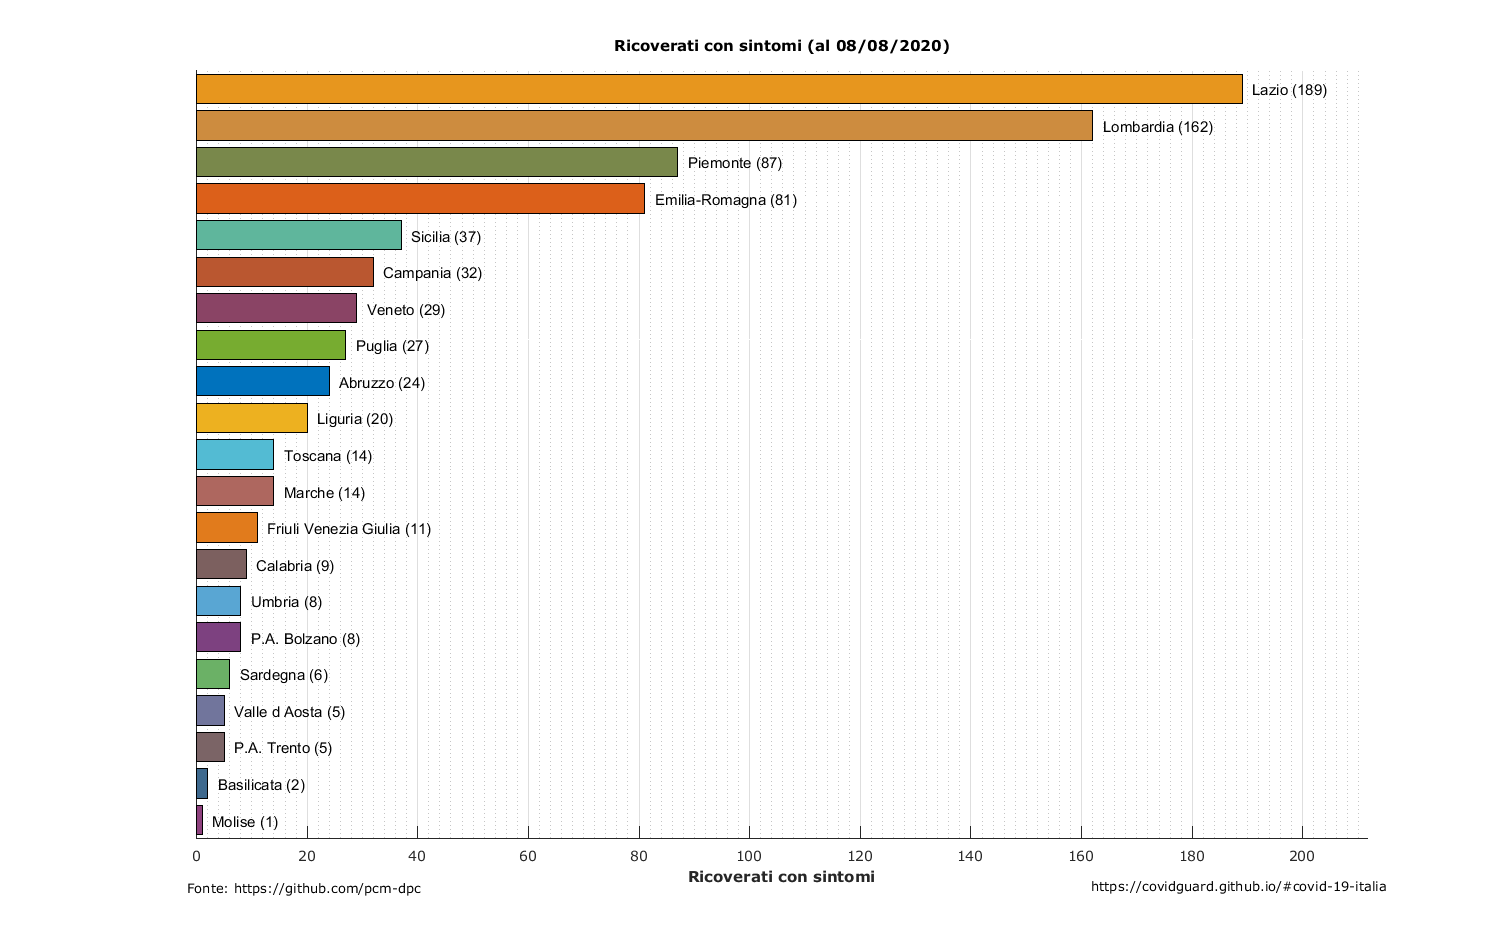 Ricoverati con sintomi (al 08/08/2020)
Lazio (189)
Lombardia (162)
Piemonte (87)
Emilia-Romagna (81)
Sicilia (37)
Campania (32)
Veneto (29)
Puglia (27)
Abruzzo (24)
Liguria (20)
Toscana (14)
Marche (14)
Friuli Venezia Giulia (11)
Calabria (9)
Umbria (8)
P.A. Bolzano (8)
Sardegna (6)
Valle d Aosta (5)
P.A. Trento (5)
Basilicata (2)
Molise (1)
0 20 40 60 80 100 120 140 160 180 200
Ricoverati con sintomi
Fonte: https://github.com/pcm-dpc
https://covidguard.github.io/#covid-19-italia